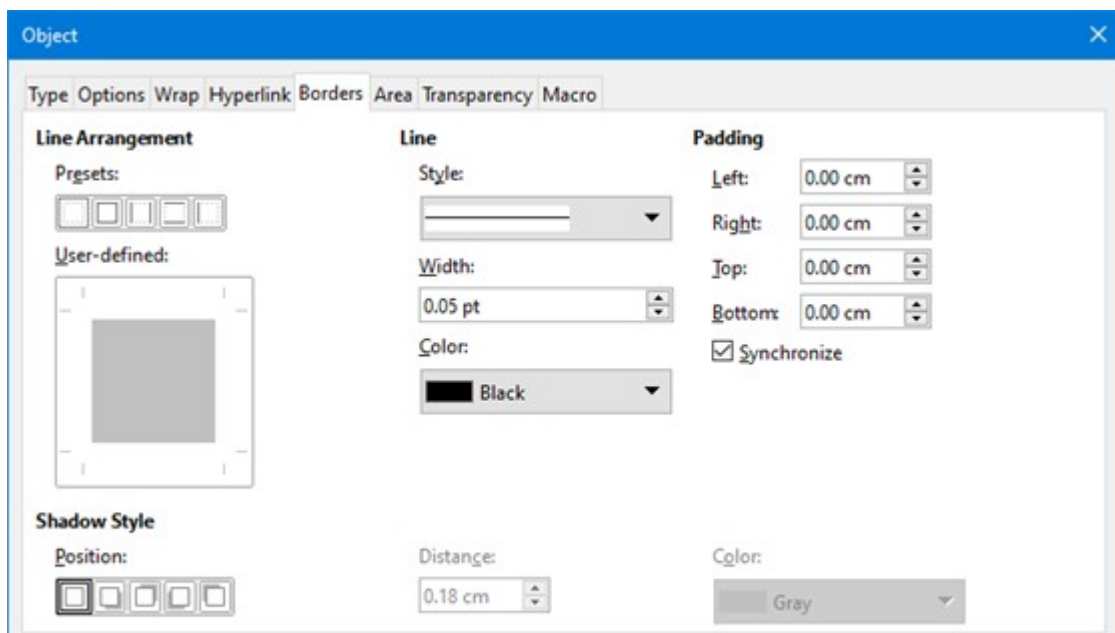 Object
Type Options Wrap Hyperlink Borders Area Transparency Macro
Line Arrangement
Presets:
User-defined:
Line
Style:
Width:
0.05 pt
Color:
Black
Padding
Left: 0.00 cm
Right: 0.00 cm
Top: 0.00 cm
Bottom: 0.00 cm
Synchronize
Shadow Style
Position:
Distance:
0.18 cm
Color:
Gray